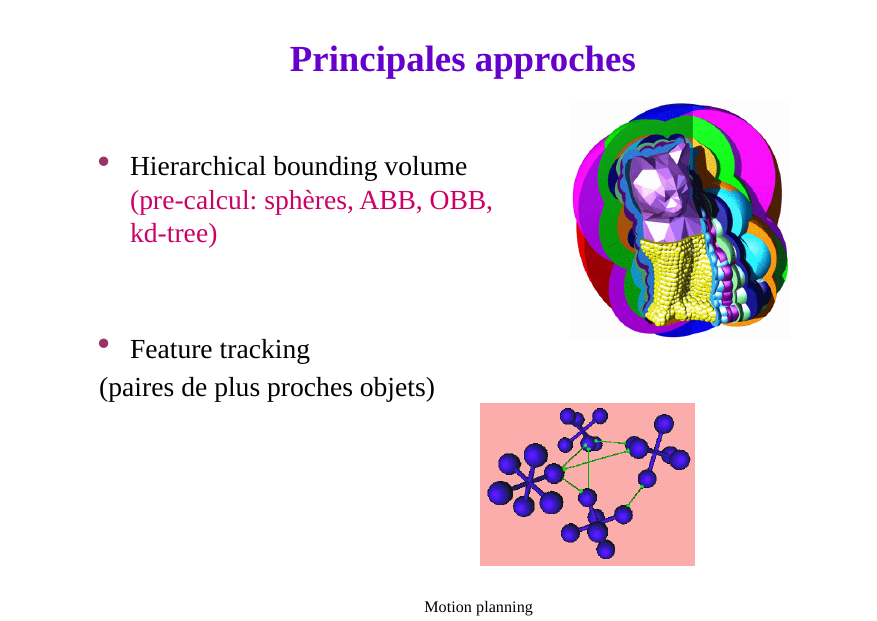 Principales approches
• Hierarchical bounding volume
(pre-calcul: sphères, ABB, OBB,
kd-tree)
• Feature tracking
(paires de plus proches objets)
Motion planning